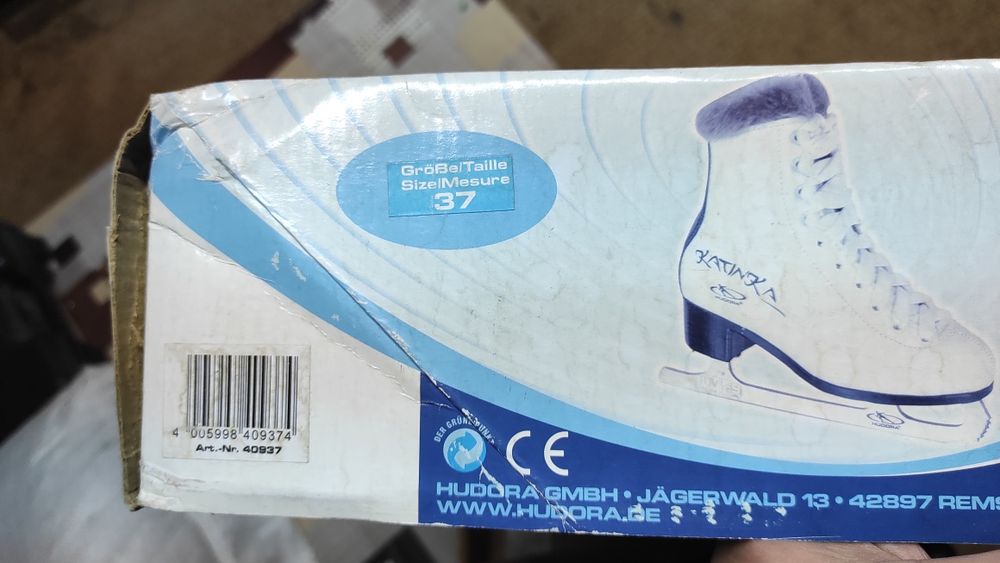 Größe/Taille
Size/Mesure
37
KATINKA
HUDORA
HUDORA
4 005998 409374
Art.-Nr. 40937
DER GRÜNE PUNKT
CE
HUDORA GMBH • JÄGERWALD 13 • 42897 REMS
WWW.HUDORA.DE